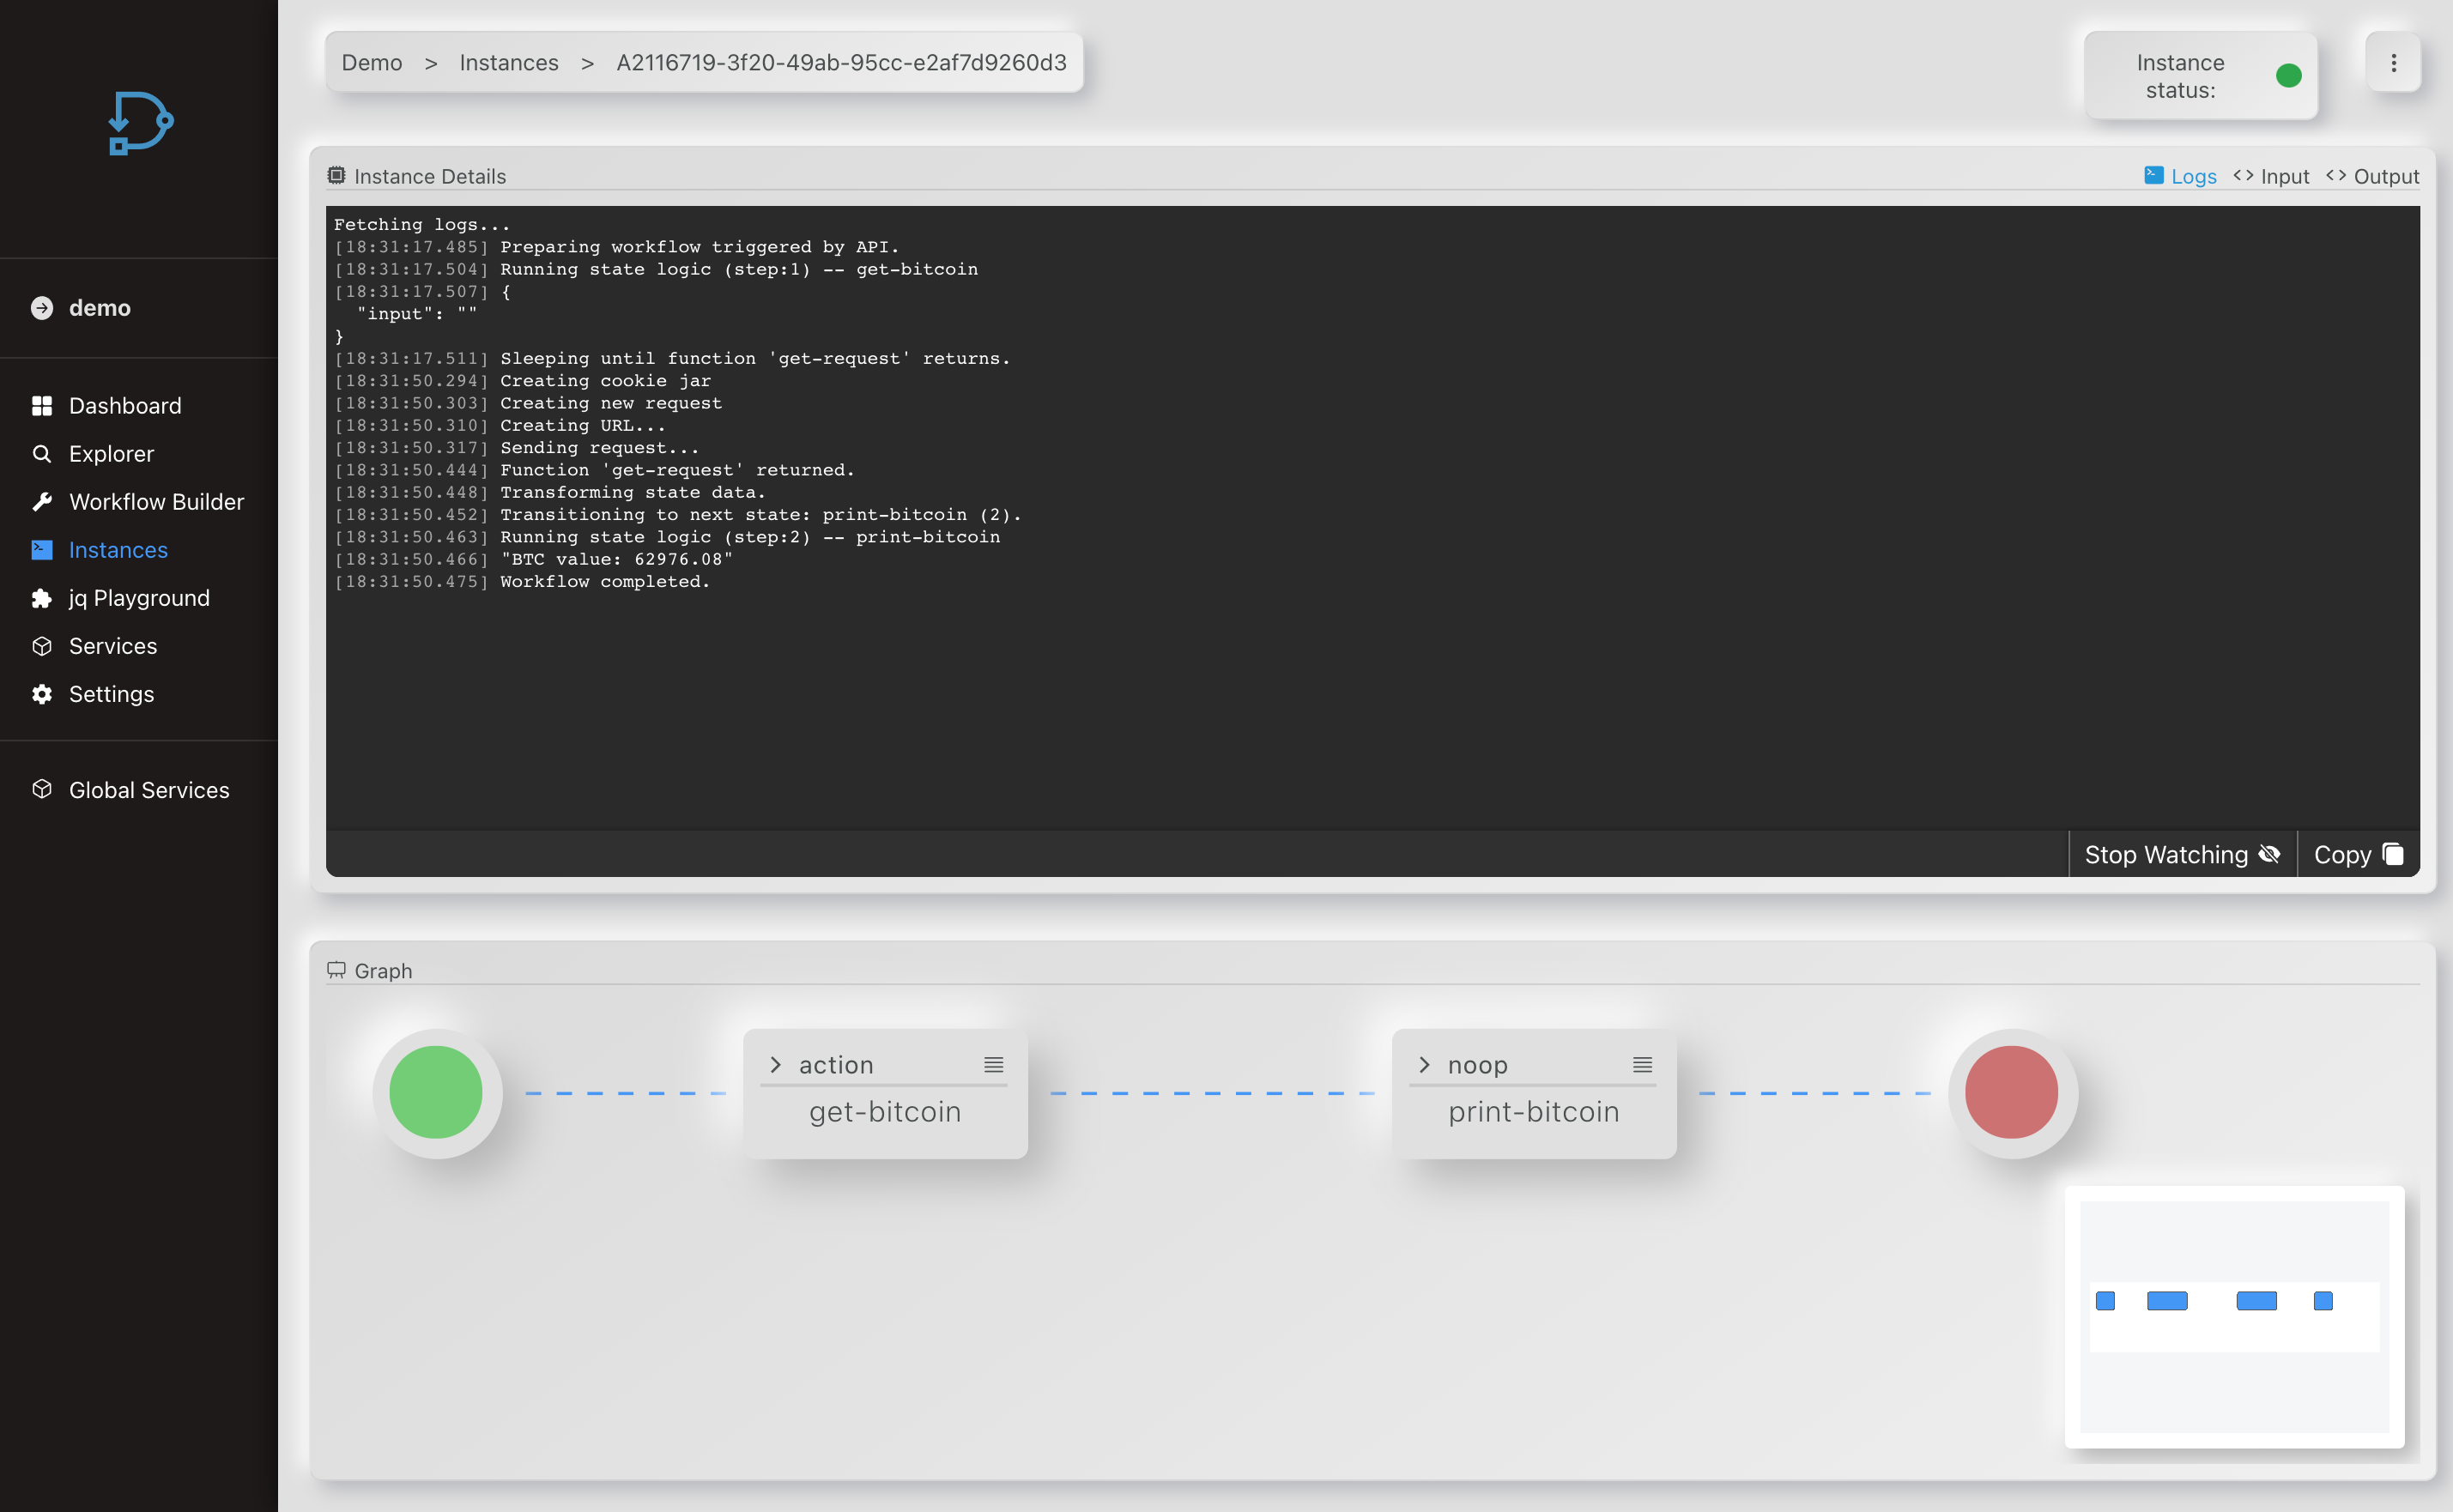 demo
Dashboard
Explorer
Workflow Builder
Instances
jq Playground
Services
Settings
Global Services
Demo > Instances > A2116719-3f20-49ab-95cc-e2af7d9260d3
Instance
status:
Instance Details
Logs <> Input <> Output
Fetching logs...
[18:31:17.485] Preparing workflow triggered by API.
[18:31:17.504] Running state logic (step:1) -- get-bitcoin
[18:31:17.507] {
  "input": ""
}
[18:31:17.511] Sleeping until function 'get-request' returns.
[18:31:50.294] Creating cookie jar
[18:31:50.303] Creating new request
[18:31:50.310] Creating URL...
[18:31:50.317] Sending request...
[18:31:50.444] Function 'get-request' returned.
[18:31:50.448] Transforming state data.
[18:31:50.452] Transitioning to next state: print-bitcoin (2).
[18:31:50.463] Running state logic (step:2) -- print-bitcoin
[18:31:50.466] "BTC value: 62976.08"
[18:31:50.475] Workflow completed.
Stop Watching
Copy
Graph
action
get-bitcoin
noop
print-bitcoin